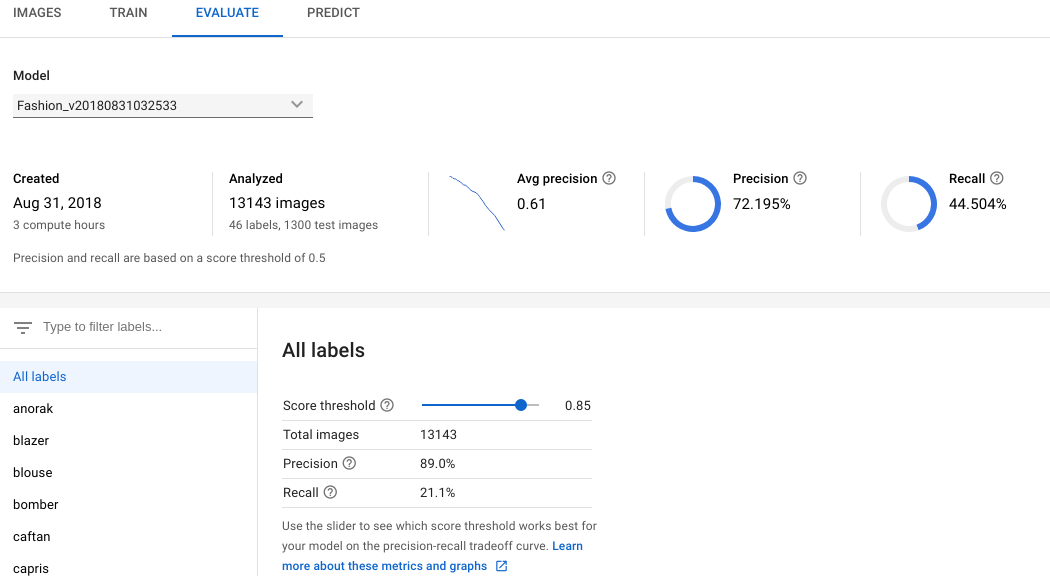 IMAGES TRAIN EVALUATE PREDICT
Model
Fashion_v20180831032533
Created
Aug 31, 2018
3 compute hours
Analyzed
13143 images
46 labels, 1300 test images
Avg precision ?
0.61
Precision ?
72.195%
Recall ?
44.504%
Precision and recall are based on a score threshold of 0.5
Type to filter labels...
All labels
anorak
blazer
blouse
bomber
caftan
capris
All labels
Score threshold ? 0.85
Total images 13143
Precision ? 89.0%
Recall ? 21.1%
Use the slider to see which score threshold works best for
your model on the precision-recall tradeoff curve. Learn
more about these metrics and graphs